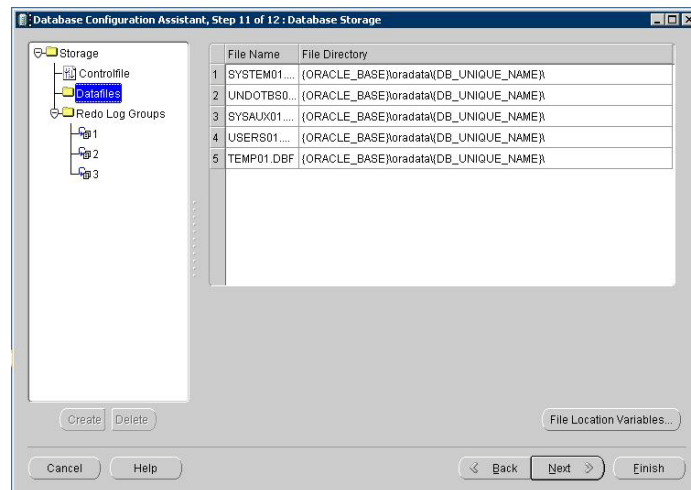 Database Configuration Assistant, Step 11 of 12 : Database Storage
Storage
Controlfile
Datafiles
Redo Log Groups
1
2
3
File Name File Directory
1 SYSTEM01.... {ORACLE_BASE}\oradata\{DB_UNIQUE_NAME}\
2 UNDOTBS0... {ORACLE_BASE}\oradata\{DB_UNIQUE_NAME}\
3 SYSAUX01.... {ORACLE_BASE}\oradata\{DB_UNIQUE_NAME}\
4 USERS01.... {ORACLE_BASE}\oradata\{DB_UNIQUE_NAME}\
5 TEMP01.DBF {ORACLE_BASE}\oradata\{DB_UNIQUE_NAME}\
Create Delete
File Location Variables...
Cancel Help Back Next Finish